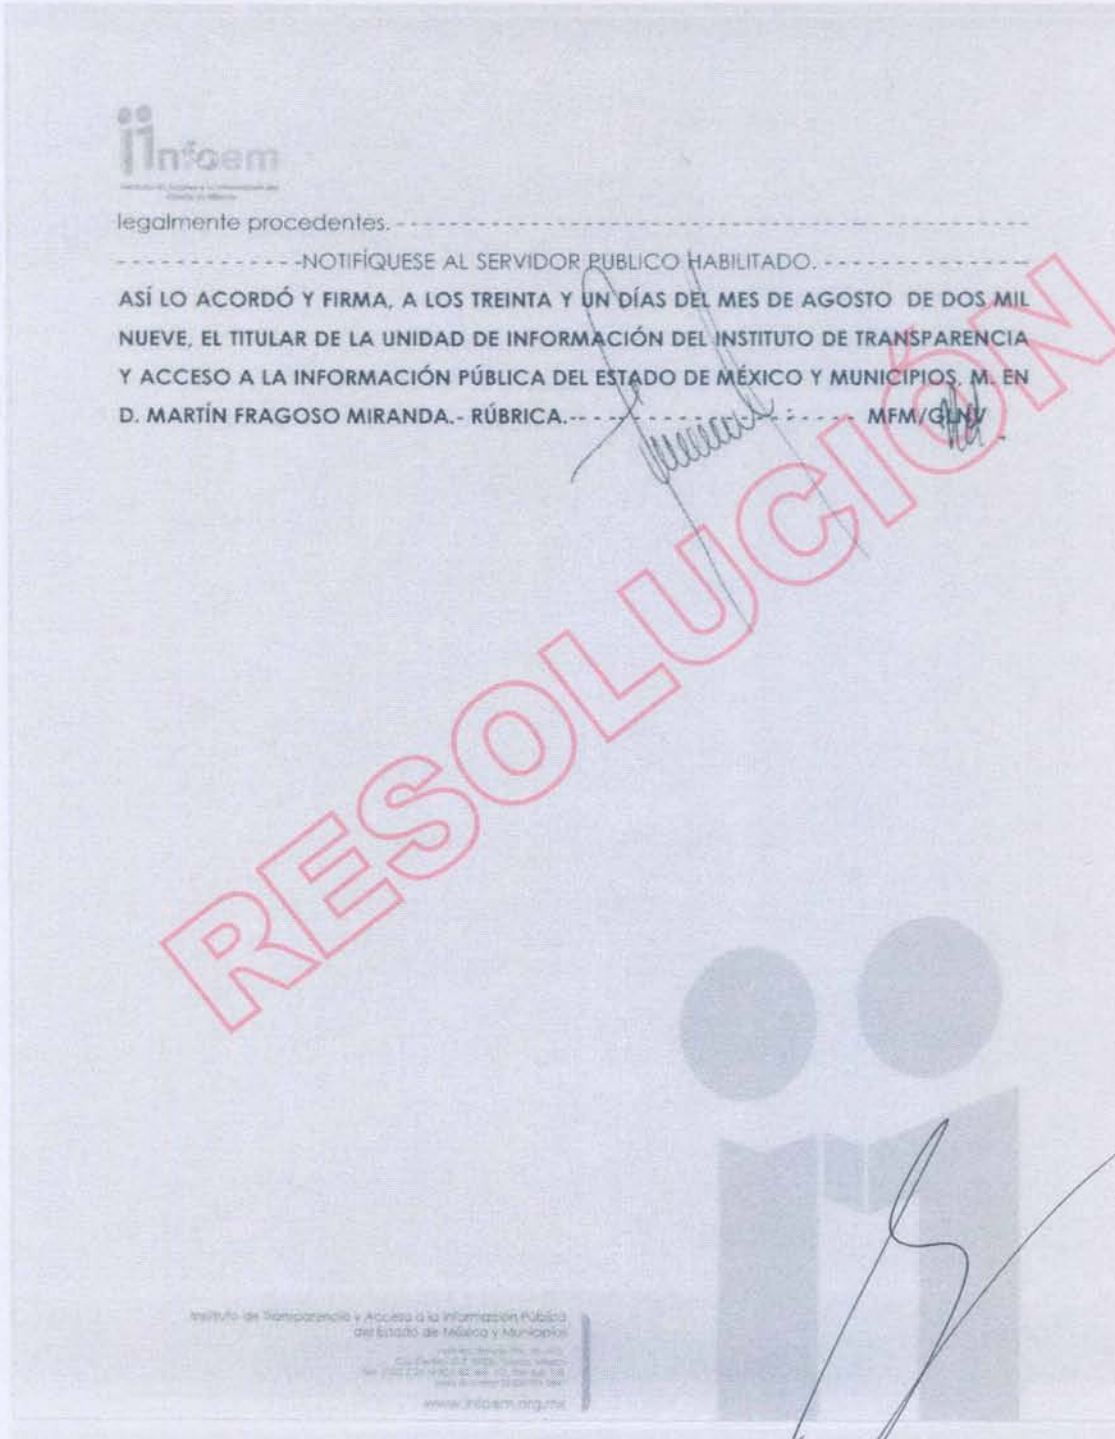 infoem
legalmente procedentes. - - - - - - - - - - - - - - - - - - - - - - - - - - - - - - - - - - - - - - - -
- - - - - - - - - - - - -NOTIFÍQUESE AL SERVIDOR PUBLICO HABILITADO. - - - - - - - - - - - - - - - -
ASÍ LO ACORDÓ Y FIRMA, A LOS TREINTA Y UN DÍAS DEL MES DE AGOSTO DE DOS MIL
NUEVE, EL TITULAR DE LA UNIDAD DE INFORMACIÓN DEL INSTITUTO DE TRANSPARENCIA
Y ACCESO A LA INFORMACIÓN PÚBLICA DEL ESTADO DE MÉXICO Y MUNICIPIOS, M. EN
D. MARTÍN FRAGOSO MIRANDA.- RÚBRICA.- - - - - - - - - - - - - - - - - - - - MFM/GLNV
RESOLUCIÓN
Instituto de Transparencia y Acceso a la Información Pública
del Estado de México y Municipios
www.infoem.org.mx